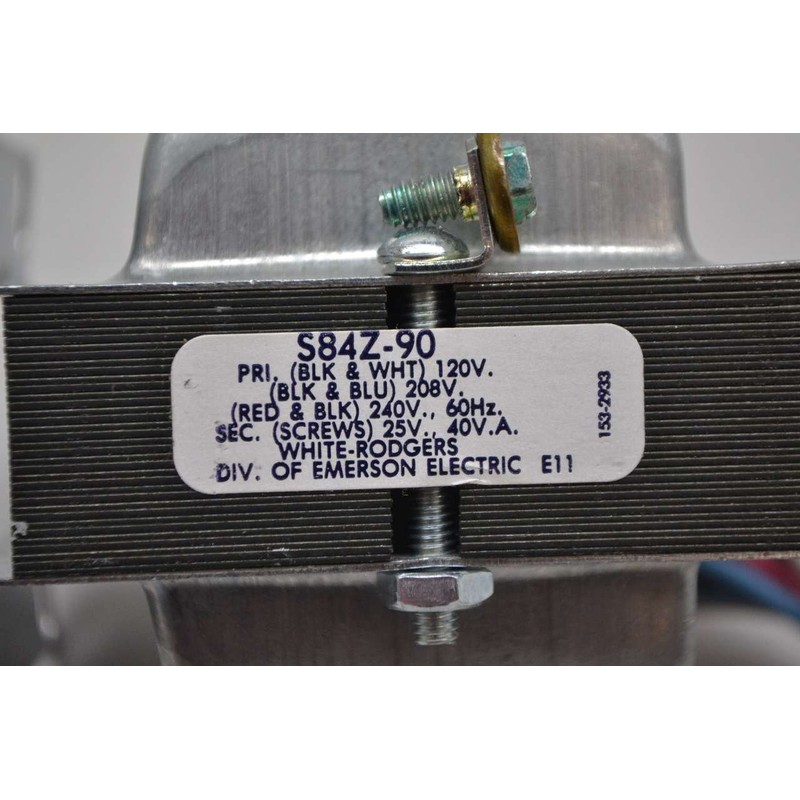 S84Z-90
PRI. (BLK & WHT) 120V.
(BLK & BLU) 208V.
(RED & BLK) 240V., 60Hz.
SEC. (SCREWS) 25V., 40V.A.
WHITE-RODGERS
DIV. OF EMERSON ELECTRIC E11
153-2933